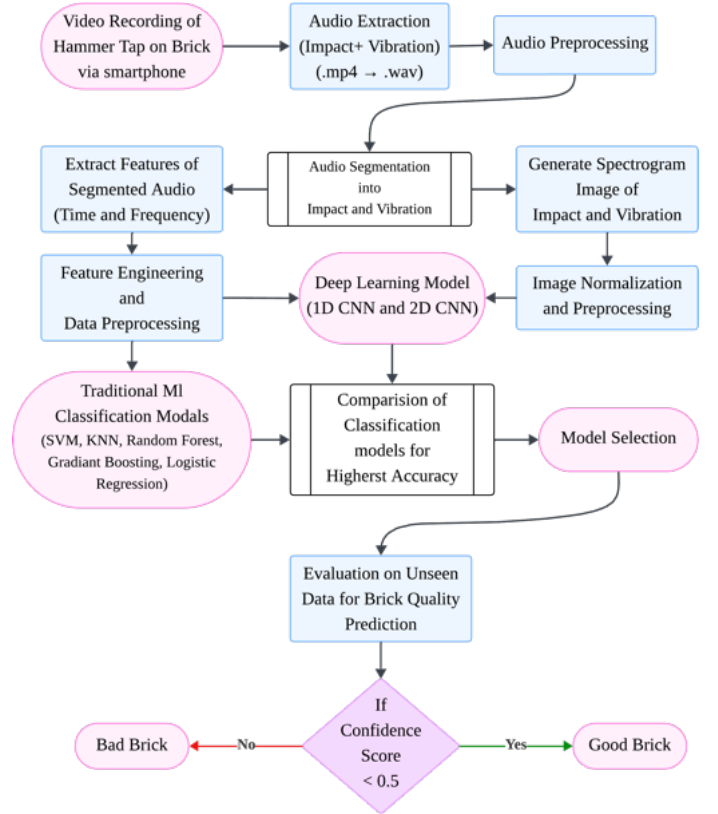 Video Recording of
Hammer Tap on Brick
via smartphone
Audio Extraction
(Impact+ Vibration)
(.mp4 → .wav)
Audio Preprocessing
Extract Features of
Segmented Audio
(Time and Frequency)
Audio Segmentation
into
Impact and Vibration
Generate Spectrogram
Image of
Impact and Vibration
Feature Engineering
and
Data Preprocessing
Deep Learning Model
(1D CNN and 2D CNN)
Image Normalization
and Preprocessing
Traditional Ml
Classification Modals
(SVM, KNN, Random Forest,
Gradiant Boosting, Logistic
Regression)
Comparision of
Classification
models for
Higherst Accuracy
Model Selection
Evaluation on Unseen
Data for Brick Quality
Prediction
If
Confidence
Score
< 0.5
No
Bad Brick
Yes
Good Brick